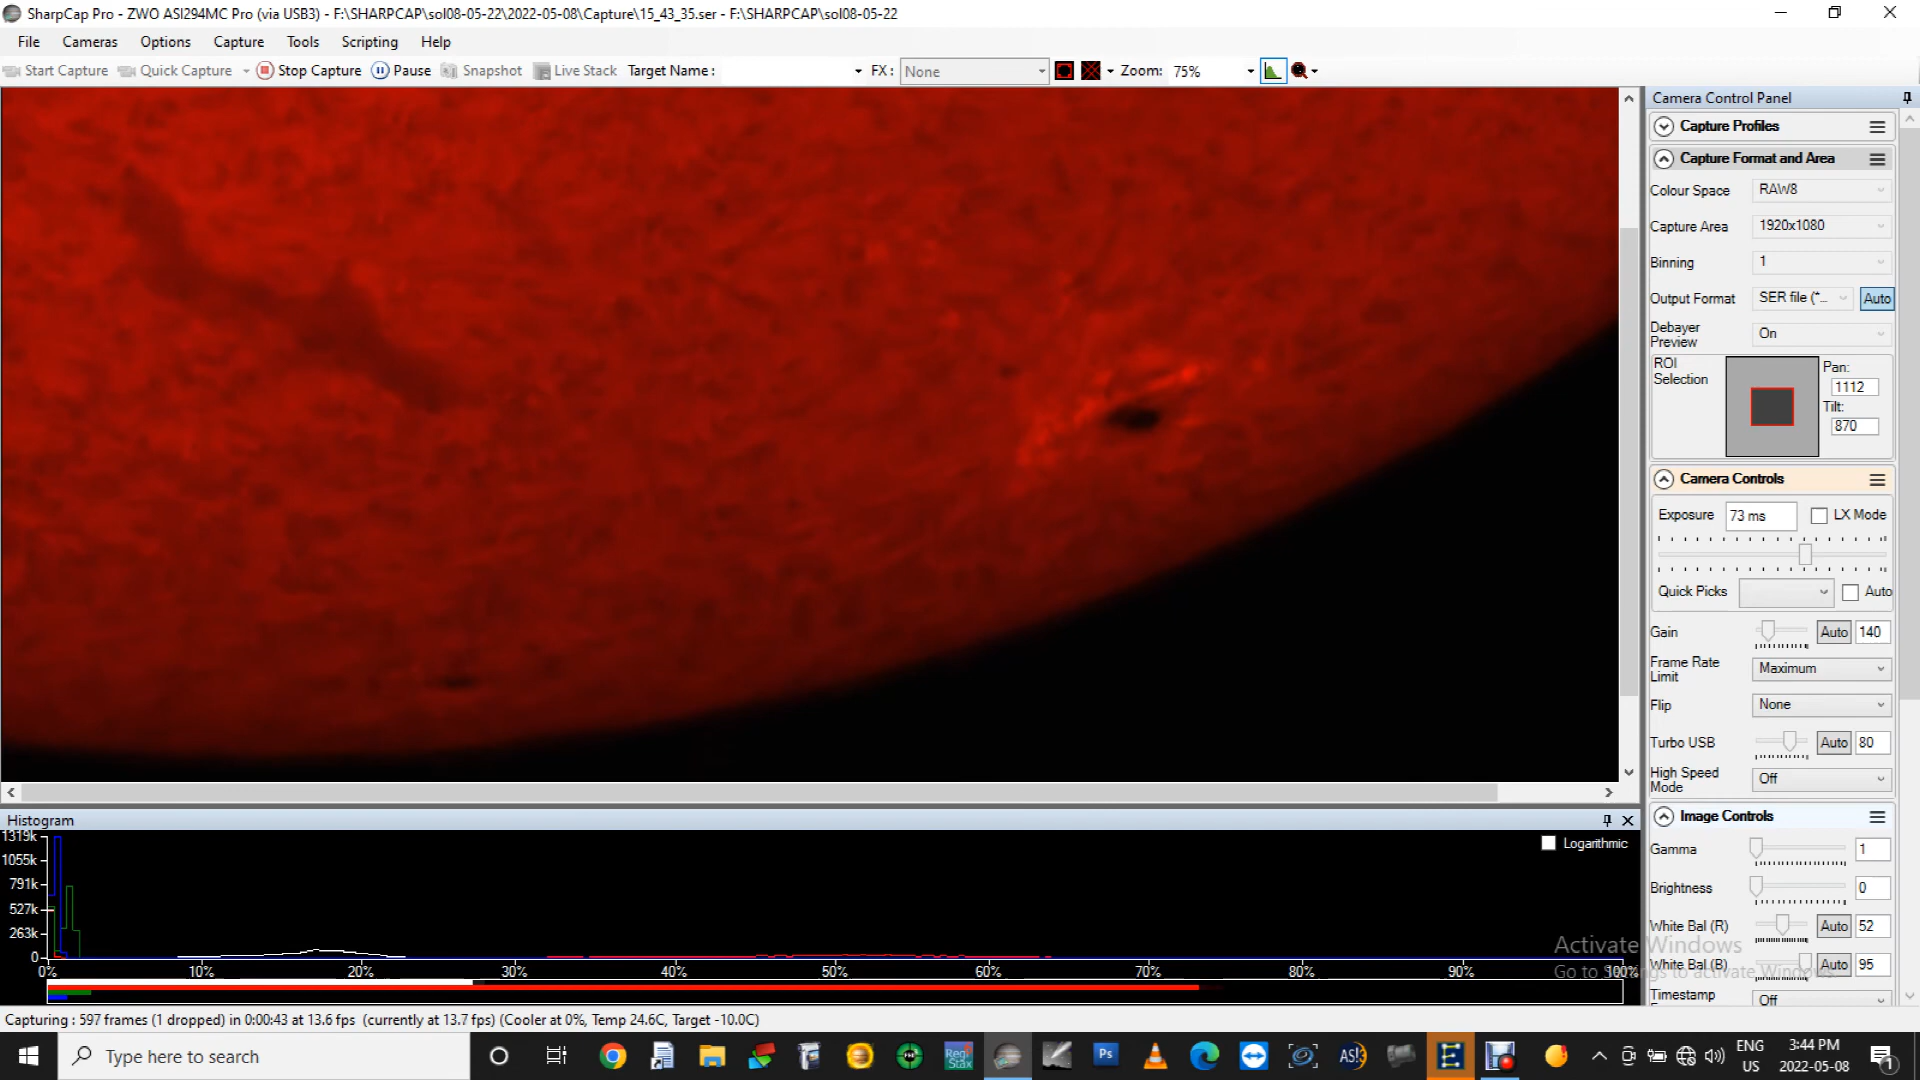 SharpCap Pro - ZWO ASI294MC Pro (via USB3) - F:\SHARPCAP\sol08-05-22\2022-05-08\Capture\15_43_35.ser - F:\SHARPCAP\sol08-05-22
File Cameras Options Capture Tools Scripting Help
Start Capture Quick Capture Stop Capture Pause Snapshot Live Stack Target Name : FX : None Zoom: 75%
Camera Control Panel
Capture Profiles
Capture Format and Area
Colour Space RAW8
Capture Area 1920x1080
Binning 1
Output Format SER file (*... Auto
Debayer Preview On
ROI Selection
Pan:
1112
Tilt:
870
Camera Controls
Exposure 73 ms LX Mode
Quick Picks Auto
Gain Auto 140
Frame Rate Limit Maximum
Flip None
Turbo USB Auto 80
High Speed Mode Off
Image Controls
Gamma 1
Brightness 0
White Bal (R) Auto 52
White Bal (B) Auto 95
Timestamp Off
Histogram
Logarithmic
1319k
1055k
791k
527k
263k
0
0% 10% 20% 30% 40% 50% 60% 70% 80% 90% 100%
Activate Windows
Go to Settings to activate Windows.
Capturing : 597 frames (1 dropped) in 0:00:43 at 13.6 fps (currently at 13.7 fps) (Cooler at 0%, Temp 24.6C, Target -10.0C)
Type here to search
Regi Stax
Ps
ASI
E
ENG
US
3:44 PM
2022-05-08
1